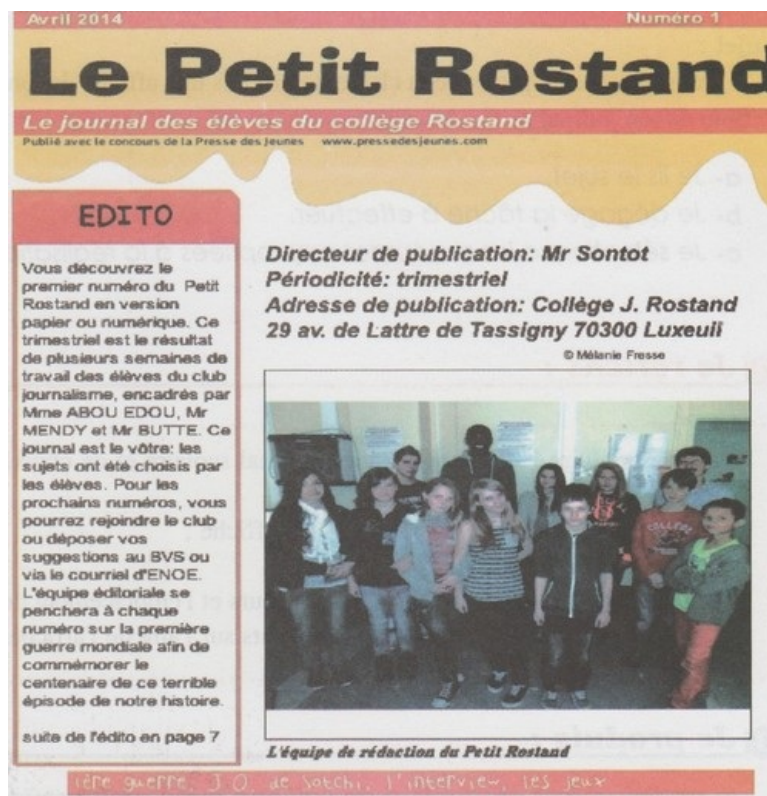 Avril 2014 Numéro 1
Le Petit Rostand
Le journal des élèves du collège Rostand
Publié avec le concours de la Presse des Jeunes www.pressedesjeunes.com
EDITO
Vous découvrez le
premier numéro du Petit
Rostand en version
papier ou numérique. Ce
trimestriel est le résultat
de plusieurs semaines de
travail des élèves du club
journalisme, encadrés par
Mme ABOU EDOU, Mr
MENDY et Mr BUTTE. Ce
journal est le vôtre: les
sujets ont été choisis par
les élèves. Pour les
prochains numéros, vous
pourrez rejoindre le club
ou déposer vos
suggestions au BVS ou
via le courriel d'ENOE.
L'équipe éditoriale se
penchera à chaque
numéro sur la première
guerre mondiale afin de
commémorer le
centenaire de ce terrible
épisode de notre histoire.
suite de l'édito en page 7
Directeur de publication: Mr Sontot
Périodicité: trimestriel
Adresse de publication: Collège J. Rostand
29 av. de Lattre de Tassigny 70300 Luxeuil
© Mélanie Fresse
COLLEGE
L'équipe de rédaction du Petit Rostand
1ère guerre, J.O. de Sotchi, l'interview, les jeux